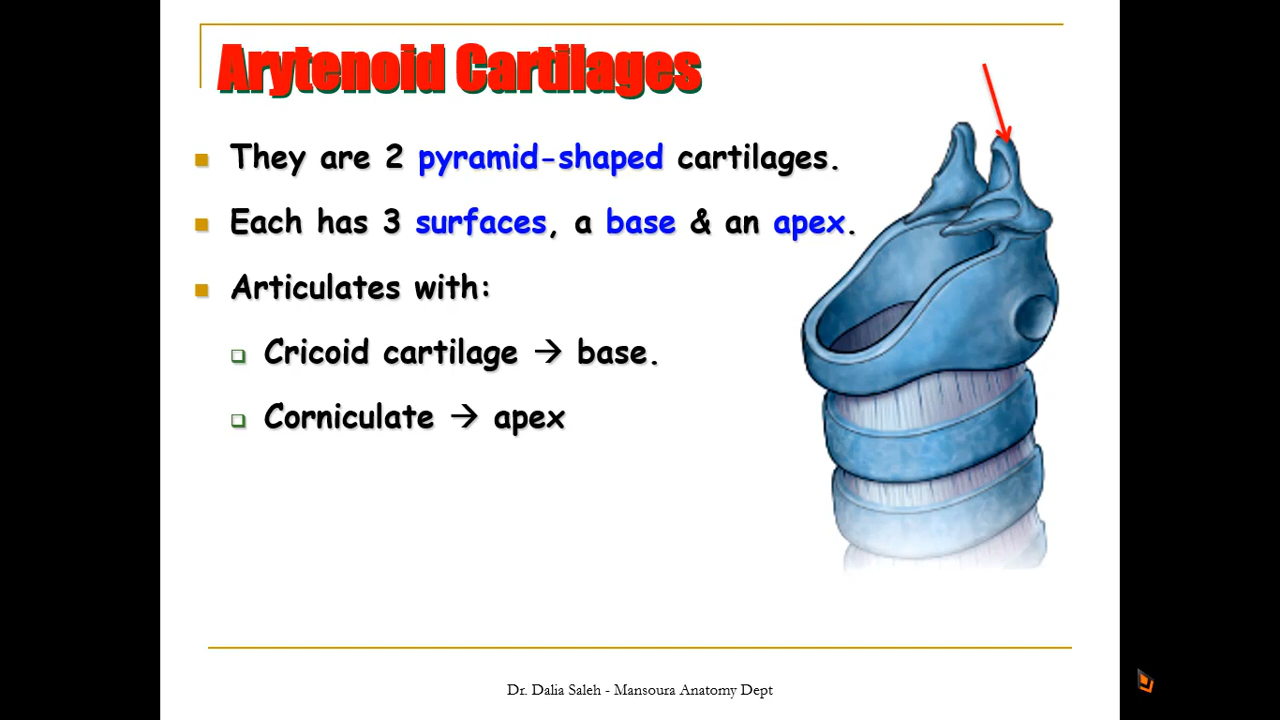 Arytenoid Cartilages
They are 2 pyramid-shaped cartilages.
Each has 3 surfaces, a base & an apex.
Articulates with:
Cricoid cartilage → base.
Corniculate → apex
Dr. Dalia Saleh - Mansoura Anatomy Dept